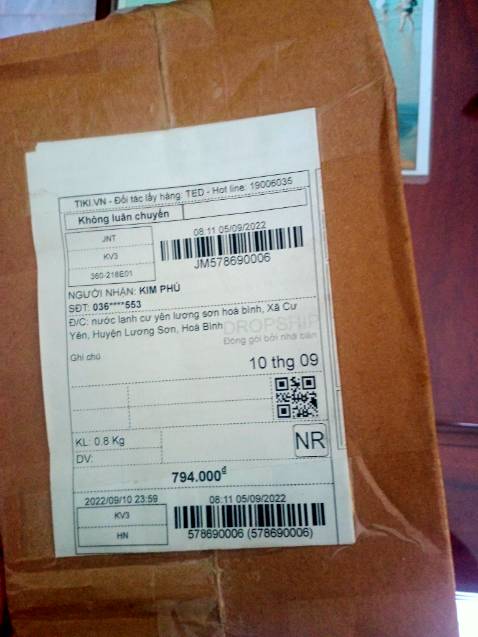 TIKI.VN - Đối tác lấy hàng: TED - Hot line: 19006035
Không luân chuyển
JNT
KV3
360-218E01
08:11 05/09/2022
JM578690006
NGƯỜI NHẬN: KIM PHÚ
SĐT: 036****553
Đ/C: nước lạnh cư yên lương sơn hoà bình, Xã Cư
Yên, Huyện Lương Sơn, Hoà Bình
DROPSHIP
Đóng gói bởi nhà bán
Ghi chú
10 thg 09
KL: 0.8 Kg
NR
DV:
794.000đ
2022/09/10 23:59
KV3
HN
08:11 05/09/2022
578690006 (578690006)